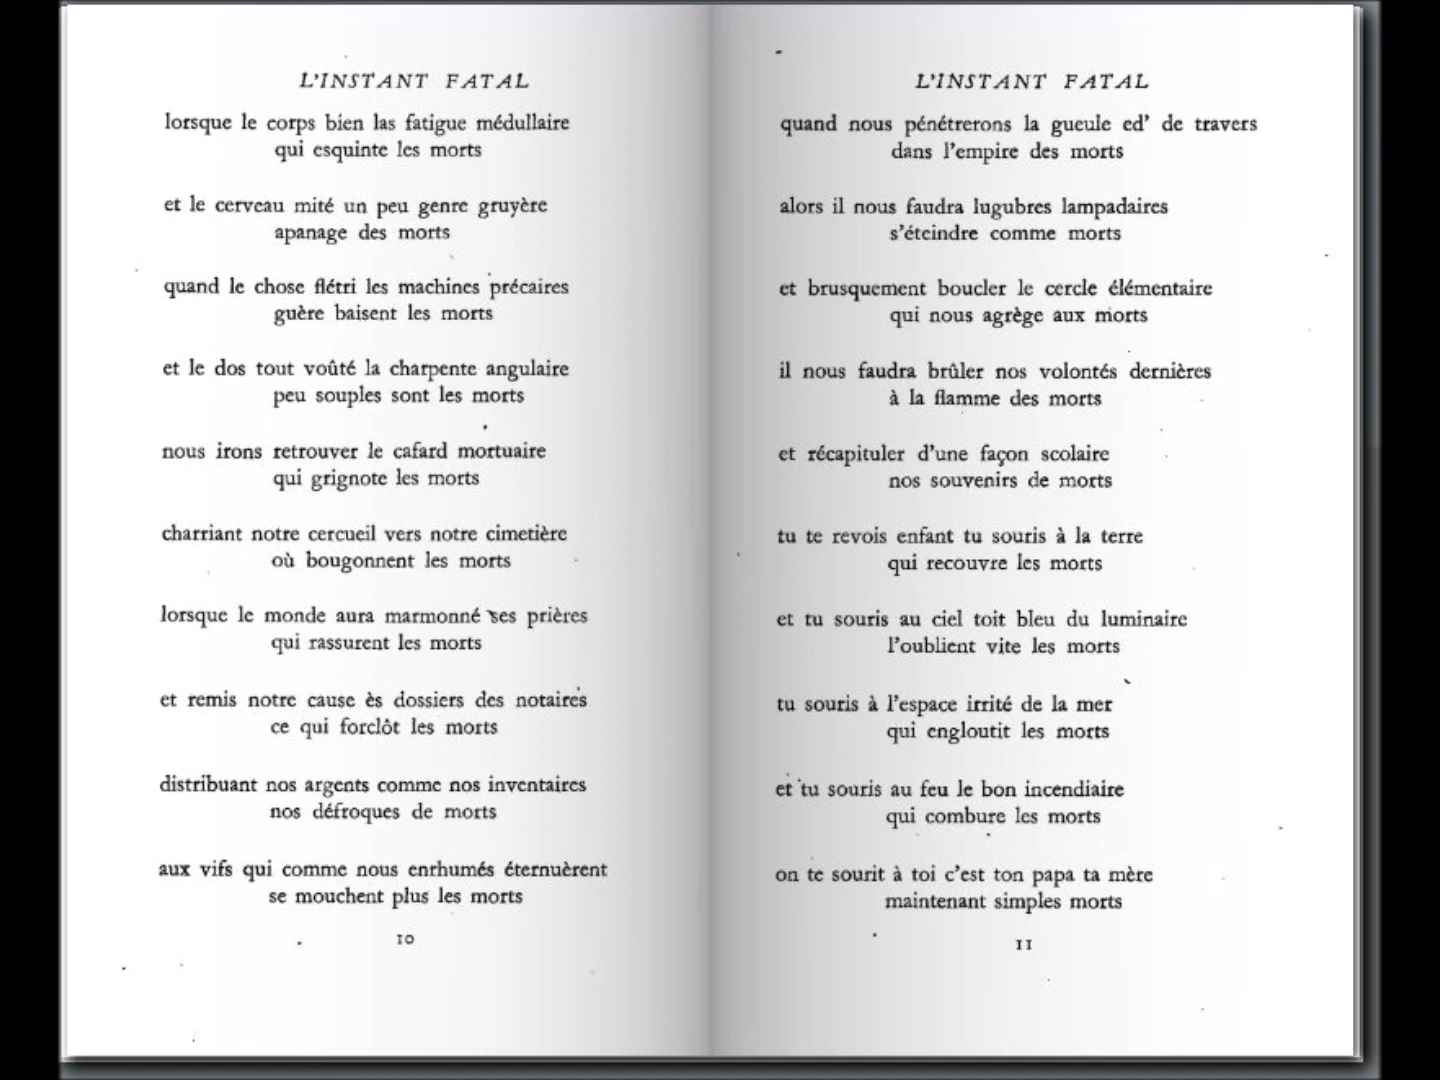 L'INSTANT FATAL
lorsque le corps bien las fatigue médullaire
qui esquinte les morts
et le cerveau mité un peu genre gruyère
apanage des morts
quand le chose flétri les machines précaires
guère baisent les morts
et le dos tout voûté la charpente angulaire
peu souples sont les morts
nous irons retrouver le cafard mortuaire
qui grignote les morts
charriant notre cercueil vers notre cimetière
où bougonnent les morts
lorsque le monde aura marmonné ses prières
qui rassurent les morts
et remis notre cause ès dossiers des notaires
ce qui forclôt les morts
distribuant nos argents comme nos inventaires
nos défroques de morts
aux vifs qui comme nous enrhumés éternuèrent
se mouchent plus les morts
10
L'INSTANT FATAL
quand nous pénétrerons la gueule ed' de travers
dans l'empire des morts
alors il nous faudra lugubres lampadaires
s'éteindre comme morts
et brusquement boucler le cercle élémentaire
qui nous agrège aux morts
il nous faudra brûler nos volontés dernières
à la flamme des morts
et récapituler d'une façon scolaire
nos souvenirs de morts
tu te revois enfant tu souris à la terre
qui recouvre les morts
et tu souris au ciel toit bleu du luminaire
l'oublient vite les morts
tu souris à l'espace irrité de la mer
qui engloutit les morts
et tu souris au feu le bon incendiaire
qui combure les morts
on te sourit à toi c'est ton papa ta mère
maintenant simples morts
11